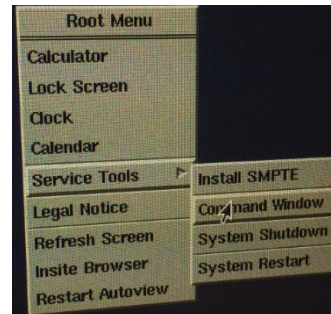 Root Menu
Calculator
Lock Screen
Clock
Calendar
Service Tools
Legal Notice
Refresh Screen
Insite Browser
Restart Autoview
Install SMPTE
Command Window
System Shutdown
System Restart